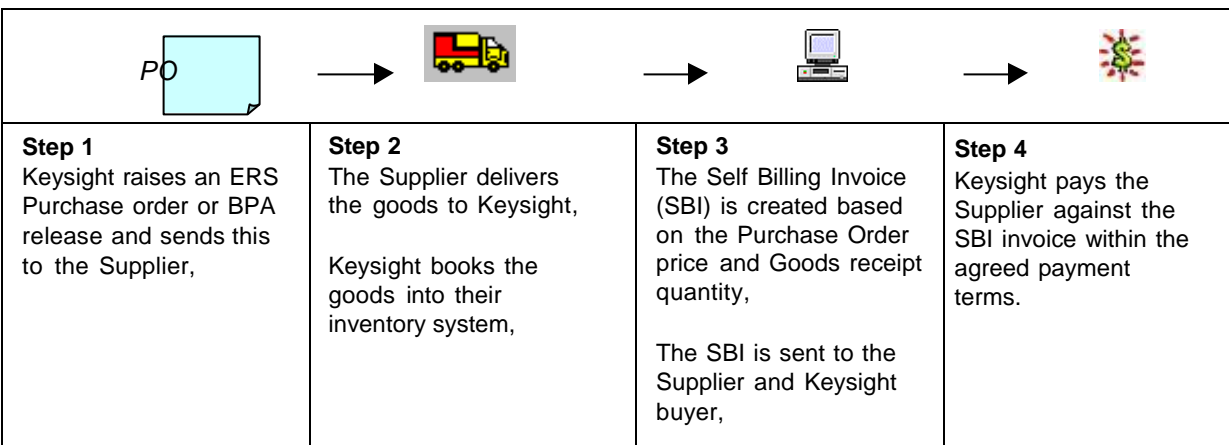 PO
$
Step 1
Keysight raises an ERS
Purchase order or BPA
release and sends this
to the Supplier,
Step 2
The Supplier delivers
the goods to Keysight,
Keysight books the
goods into their
inventory system,
Step 3
The Self Billing Invoice
(SBI) is created based
on the Purchase Order
price and Goods receipt
quantity,
The SBI is sent to the
Supplier and Keysight
buyer,
Step 4
Keysight pays the
Supplier against the
SBI invoice within the
agreed payment
terms.